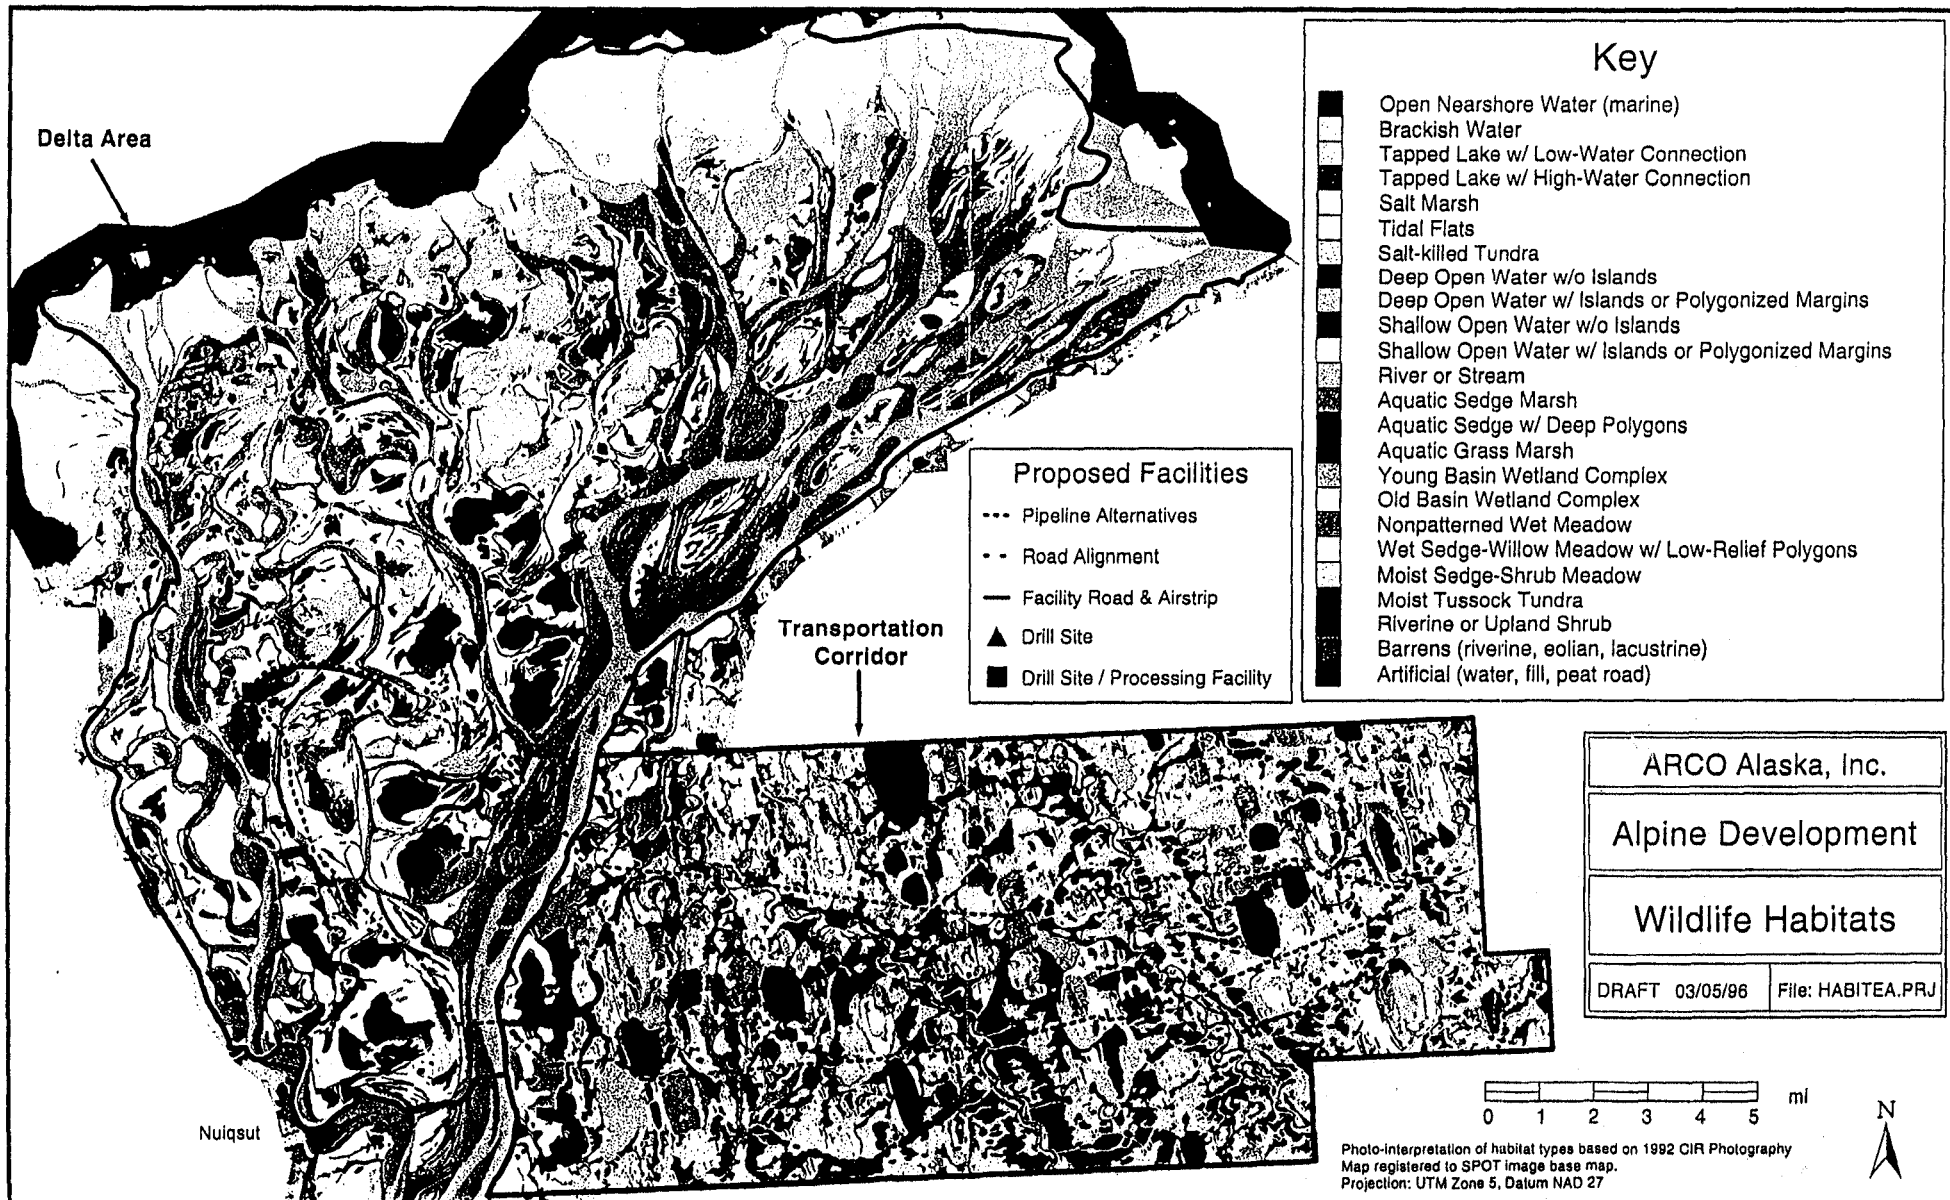 Delta Area
Key
Open Nearshore Water (marine)
Brackish Water
Tapped Lake w/ Low-Water Connection
Tapped Lake w/ High-Water Connection
Salt Marsh
Tidal Flats
Salt-killed Tundra
Deep Open Water w/o Islands
Deep Open Water w/ Islands or Polygonized Margins
Shallow Open Water w/o Islands
Shallow Open Water w/ Islands or Polygonized Margins
River or Stream
Aquatic Sedge Marsh
Aquatic Sedge w/ Deep Polygons
Aquatic Grass Marsh
Young Basin Wetland Complex
Old Basin Wetland Complex
Nonpatterned Wet Meadow
Wet Sedge-Willow Meadow w/ Low-Relief Polygons
Moist Sedge-Shrub Meadow
Moist Tussock Tundra
Riverine or Upland Shrub
Barrens (riverine, eolian, lacustrine)
Artificial (water, fill, peat road)
Proposed Facilities
Pipeline Alternatives
Road Alignment
Facility Road & Airstrip
Drill Site
Drill Site / Processing Facility
Transportation
Corridor
ARCO Alaska, Inc.
Alpine Development
Wildlife Habitats
DRAFT 03/05/96
File: HABITEA.PRJ
0 1 2 3 4 5 mi
N
Nuiqsut
Photo-interpretation of habitat types based on 1992 CIR Photography
Map registered to SPOT image base map.
Projection: UTM Zone 5, Datum NAD 27